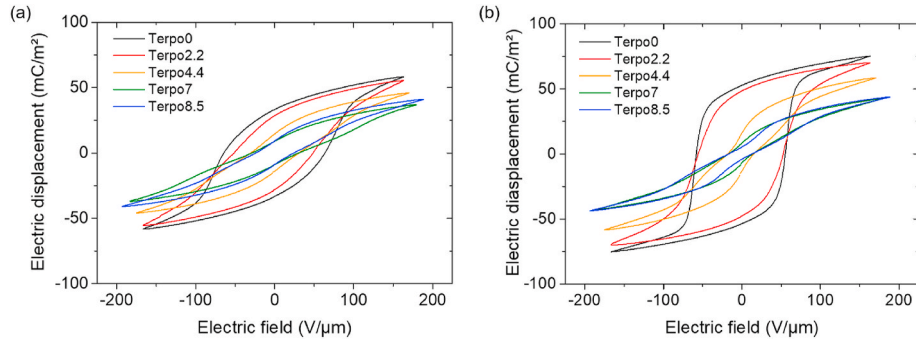 (a)
100
50
0
-50
-100
Electric displacement (mC/m²)
Terpo0
Terpo2.2
Terpo4.4
Terpo7
Terpo8.5
-200 -100 0 100 200
Electric field (V/µm)
(b)
100
50
0
-50
-100
Electric diasplacement (mC/m²)
Terpo0
Terpo2.2
Terpo4.4
Terpo7
Terpo8.5
-200 -100 0 100 200
Electric field (V/µm)